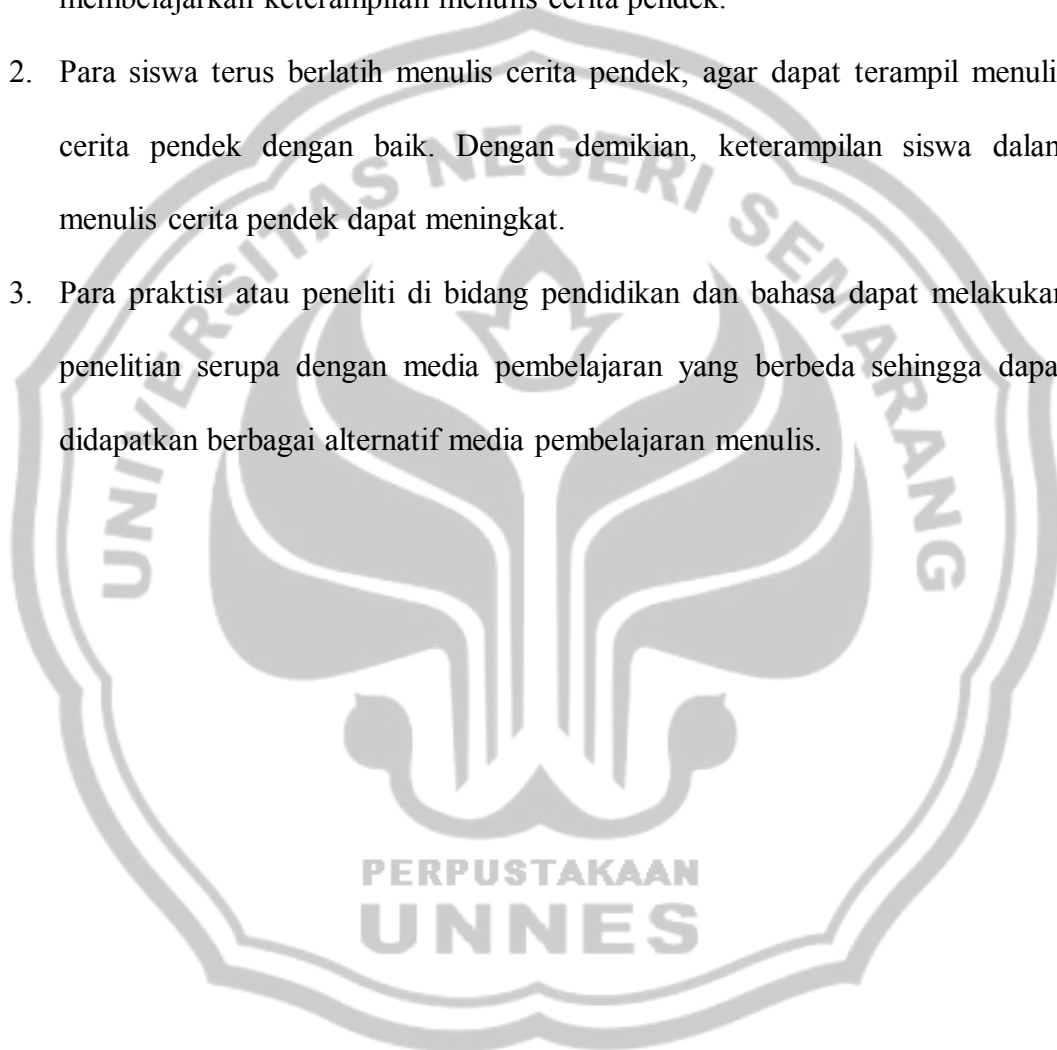 membelajarkan keterampilan menulis cerita pendek.
2. Para siswa terus berlatih menulis cerita pendek, agar dapat terampil menuli
cerita pendek dengan baik. Dengan demikian, keterampilan siswa dalam
menulis cerita pendek dapat meningkat.
3. Para praktisi atau peneliti di bidang pendidikan dan bahasa dapat melakukan
penelitian serupa dengan media pembelajaran yang berbeda sehingga dapa
didapatkan berbagai alternatif media pembelajaran menulis.
UNIVERSITAS NEGERI SEMARANG
PERPUSTAKAAN
UNNES